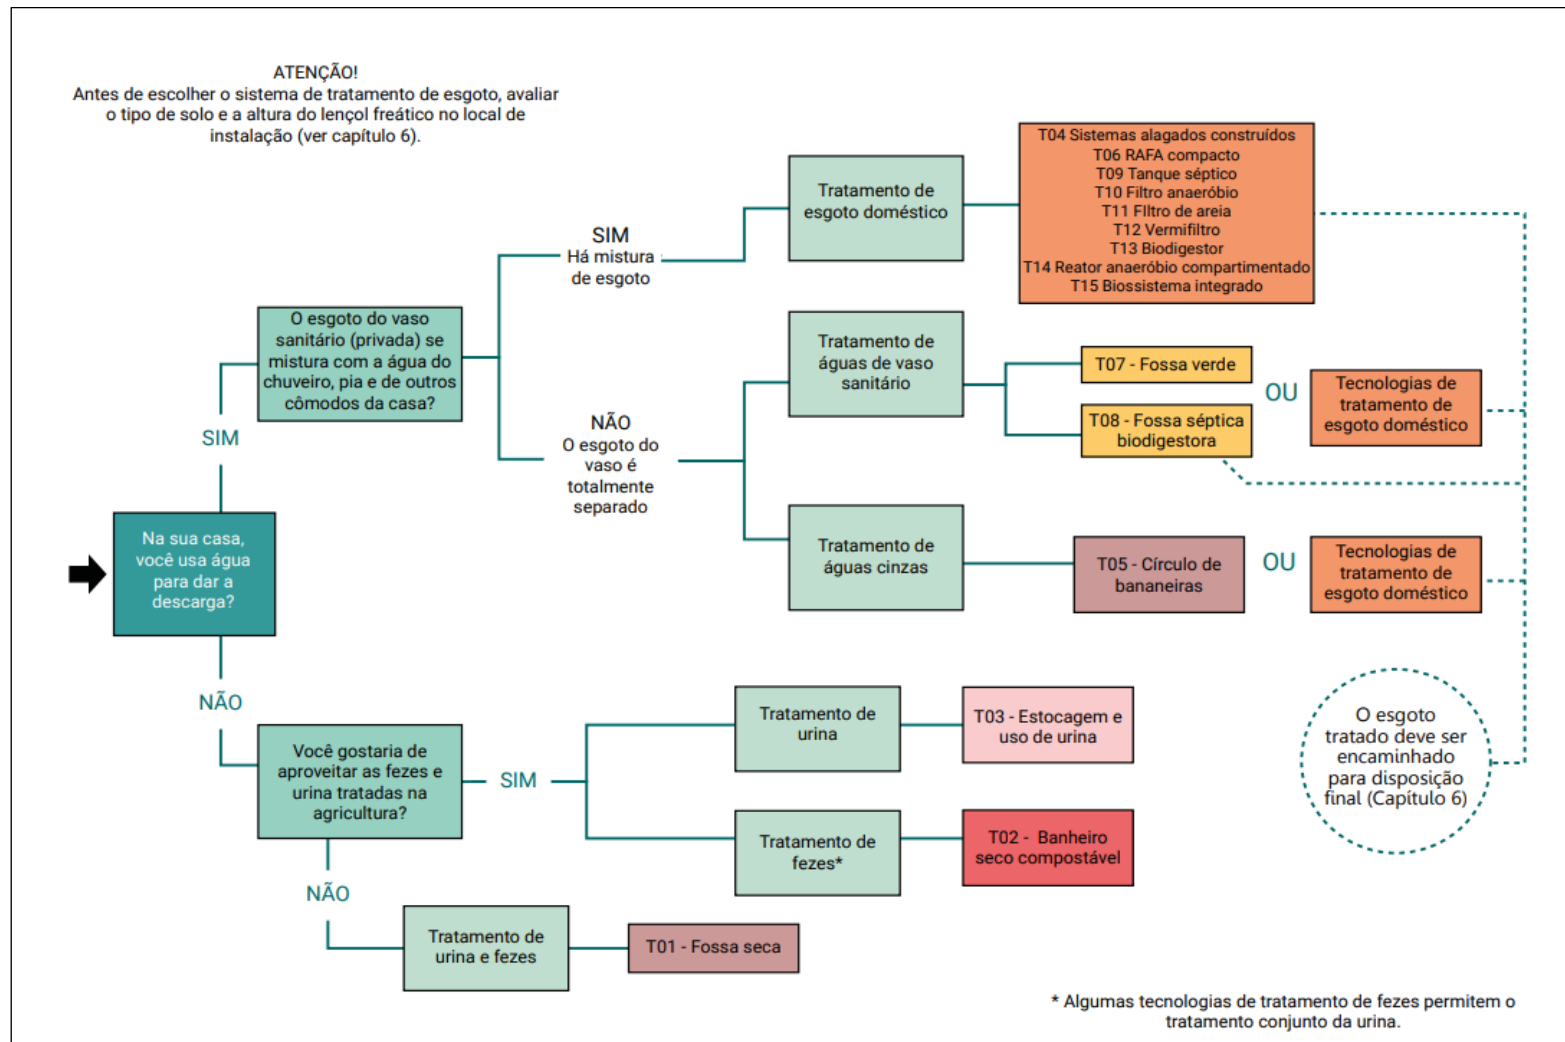 ATENÇÃO!
Antes de escolher o sistema de tratamento de esgoto, avaliar
o tipo de solo e a altura do lençol freático no local de
instalação (ver capítulo 6).
Na sua casa,
você usa água
para dar a
descarga?
SIM
O esgoto do vaso
sanitário (privada) se
mistura com a água do
chuveiro, pia e de outros
cômodos da casa?
SIM
Há mistura
de esgoto
Tratamento de
esgoto doméstico
T04 Sistemas alagados construídos
T06 RAFA compacto
T09 Tanque séptico
T10 Filtro anaeróbio
T11 FIltro de areia
T12 Vermifiltro
T13 Biodigestor
T14 Reator anaeróbio compartimentado
T15 Biossistema integrado
NÃO
O esgoto do
vaso é
totalmente
separado
Tratamento de
águas de vaso
sanitário
T07 - Fossa verde
T08 - Fossa séptica
biodigestora
OU
Tecnologias de
tratamento de
esgoto doméstico
Tratamento de
águas cinzas
T05 - Círculo de
bananeiras
OU
Tecnologias de
tratamento de
esgoto doméstico
O esgoto
tratado deve ser
encaminhado
para disposição
final (Capítulo 6)
NÃO
Você gostaria de
aproveitar as fezes e
urina tratadas na
agricultura?
SIM
Tratamento de
urina
T03 - Estocagem e
uso de urina
Tratamento de
fezes*
T02 - Banheiro
seco compostável
NÃO
Tratamento de
urina e fezes
T01 - Fossa seca
* Algumas tecnologias de tratamento de fezes permitem o
tratamento conjunto da urina.